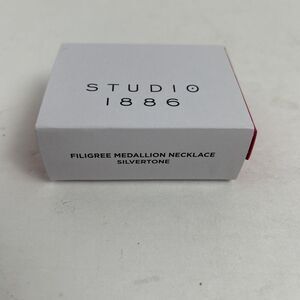 STUDIO
1886
FILIGREE MEDALLION NECKLACE
SILVERTONE